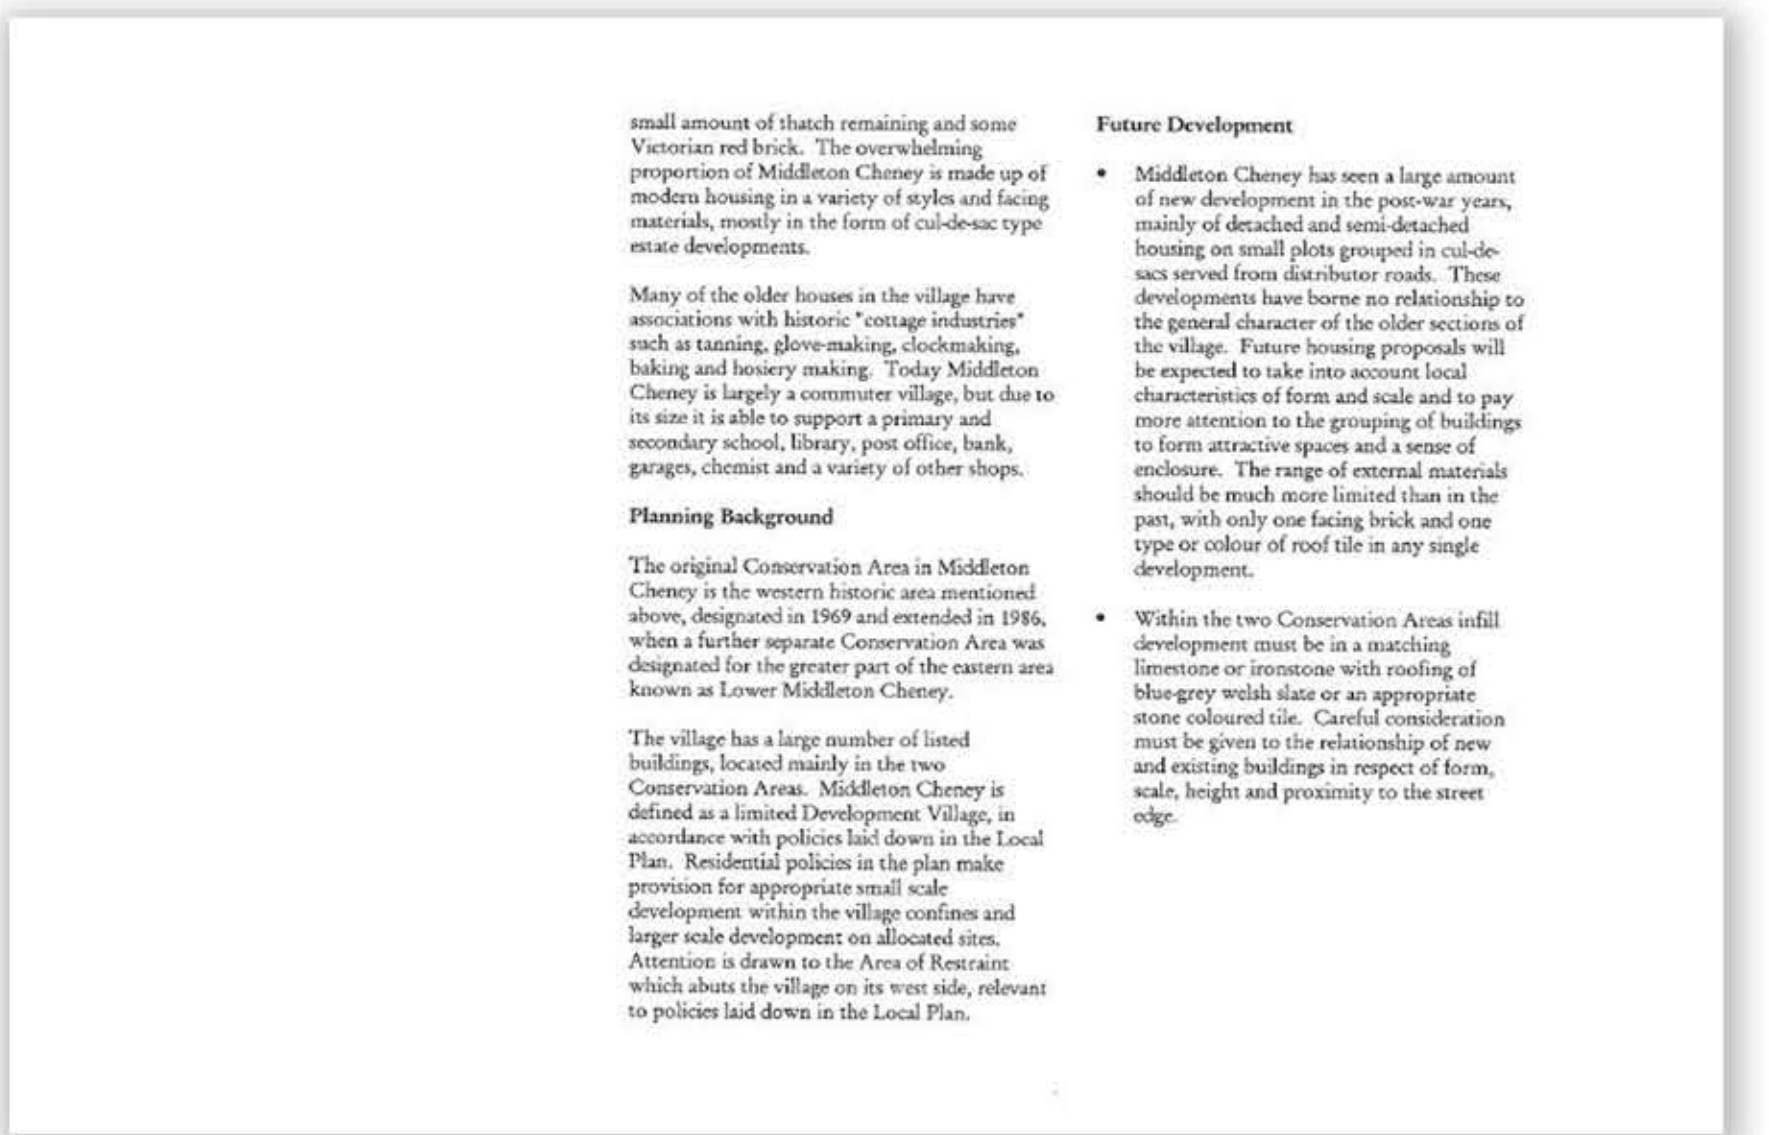 small amount of thatch remaining and some
Victorian red brick. The overwhelming
proportion of Middleton Cheney is made up of
modern housing in a variety of styles and facing
materials, mostly in the form of cul-de-sac type
estate developments.
Many of the older houses in the village have
associations with historic "cottage industries"
such as tanning, glove-making, clockmaking,
baking and hosiery making. Today Middleton
Cheney is largely a commuter village, but due to
its size it is able to support a primary and
secondary school, library, post office, bank,
garages, chemist and a variety of other shops.
Planning Background
The original Conservation Area in Middleton
Cheney is the western historic area mentioned
above, designated in 1969 and extended in 1986,
when a further separate Conservation Area was
designated for the greater part of the eastern area
known as Lower Middleton Cheney.
The village has a large number of listed
buildings, located mainly in the two
Conservation Areas. Middleton Cheney is
defined as a limited Development Village, in
accordance with policies laid down in the Local
Plan. Residential policies in the plan make
provision for appropriate small scale
development within the village confines and
larger scale development on allocated sites.
Attention is drawn to the Area of Restraint
which abuts the village on its west side, relevant
to policies laid down in the Local Plan.
Future Development
• Middleton Cheney has seen a large amount
of new development in the post-war years,
mainly of detached and semi-detached
housing on small plots grouped in cul-de-
sacs served from distributor roads. These
developments have borne no relationship to
the general character of the older sections of
the village. Future housing proposals will
be expected to take into account local
characteristics of form and scale and to pay
more attention to the grouping of buildings
to form attractive spaces and a sense of
enclosure. The range of external materials
should be much more limited than in the
past, with only one facing brick and one
type or colour of roof tile in any single
development.
• Within the two Conservation Areas infill
development must be in a matching
limestone or ironstone with roofing of
blue-grey welsh slate or an appropriate
stone coloured tile. Careful consideration
must be given to the relationship of new
and existing buildings in respect of form,
scale, height and proximity to the street
edge.